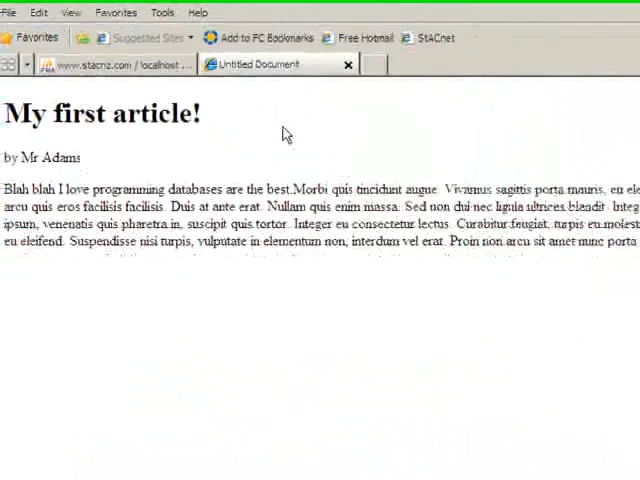 File Edit View Favorites Tools Help
Favorites Suggested Sites Add to FC Bookmarks Free Hotmail StACnet
www.stacnz.com / localhost ... Untitled Document
My first article!
by Mr Adams
Blah blah I love programming databases are the best.Morbi quis tincidunt augue. Vivamus sagittis porta mauris, eu ele
arcu quis eros facilisis facilisis. Duis at ante erat. Nullam quis enim massa. Sed non dui nec ligula ultrices blandit. Integ
ipsum, venenatis quis pharetra in, suscipit quis tortor. Integer eu consectetur lectus. Curabitur feugiat, turpis eu molest
eu eleifend. Suspendisse nisi turpis, vulputate in elementum non, interdum vel erat. Proin non arcu sit amet nunc porta